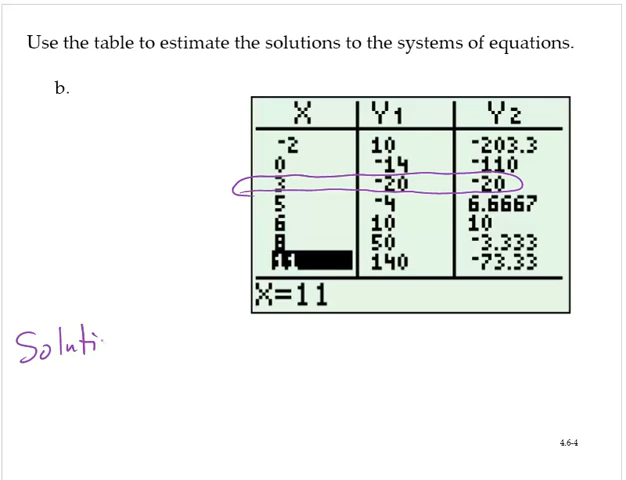 Use the table to estimate the solutions to the systems of equations.
b.
X Y1 Y2
-2 10 -203.3
0 -14 -110
3 -20 -20
5 -4 6.6667
6 10 10
8 50 -3.333
11 140 -73.33
X=11
Soluti
4.6-4